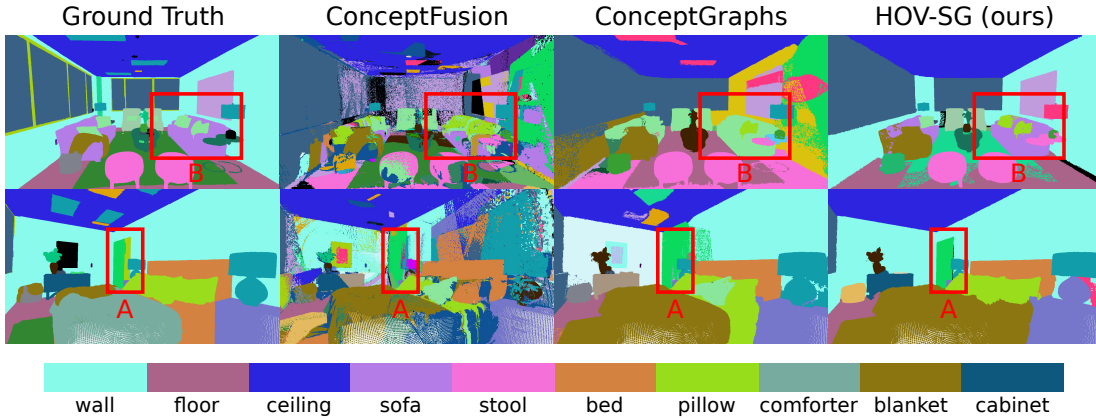 Ground Truth ConceptFusion ConceptGraphs HOV-SG (ours)
B B B B
A A A A
wall floor ceiling sofa stool bed pillow comforter blanket cabinet